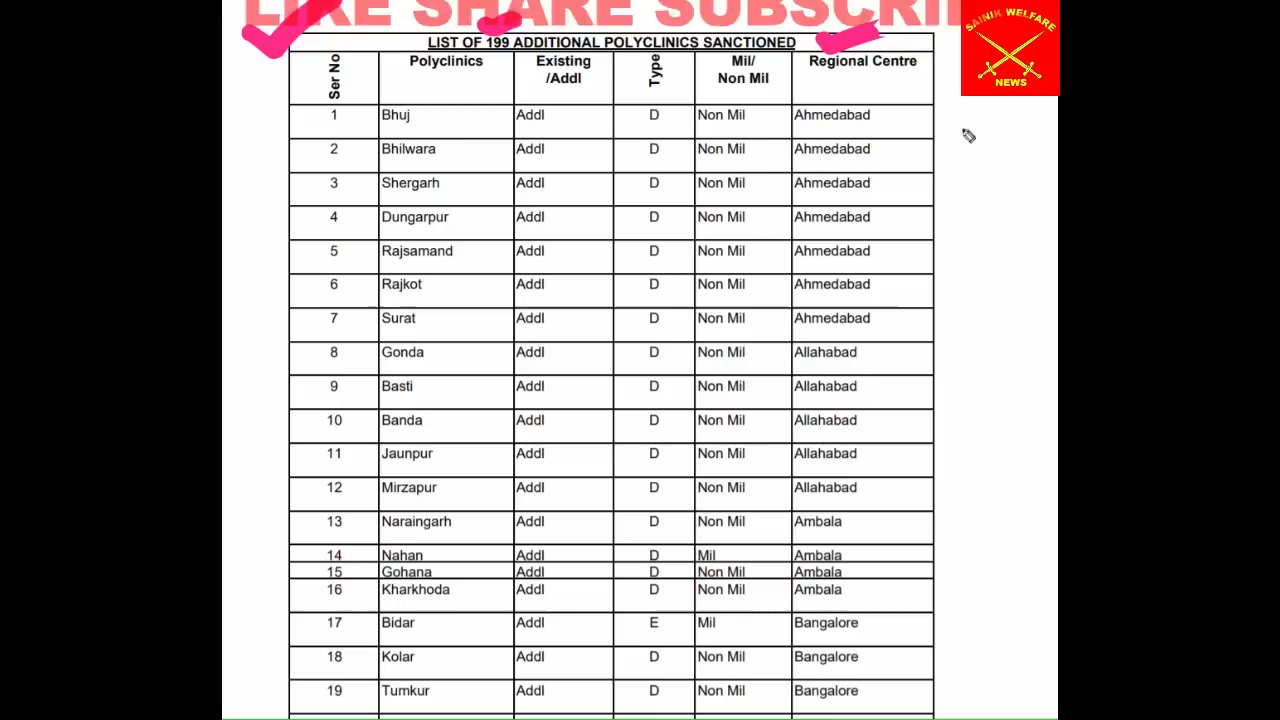 LIKE SHARE SUBSCRI
SAINIK WELFARE
NEWS
LIST OF 199 ADDITIONAL POLYCLINICS SANCTIONED
Ser No Polyclinics Existing /Addl Type Mil/ Non Mil Regional Centre
1 Bhuj Addl D Non Mil Ahmedabad
2 Bhilwara Addl D Non Mil Ahmedabad
3 Shergarh Addl D Non Mil Ahmedabad
4 Dungarpur Addl D Non Mil Ahmedabad
5 Rajsamand Addl D Non Mil Ahmedabad
6 Rajkot Addl D Non Mil Ahmedabad
7 Surat Addl D Non Mil Ahmedabad
8 Gonda Addl D Non Mil Allahabad
9 Basti Addl D Non Mil Allahabad
10 Banda Addl D Non Mil Allahabad
11 Jaunpur Addl D Non Mil Allahabad
12 Mirzapur Addl D Non Mil Allahabad
13 Naraingarh Addl D Non Mil Ambala
14 Nahan Addl D Mil Ambala
15 Gohana Addl D Non Mil Ambala
16 Kharkhoda Addl D Non Mil Ambala
17 Bidar Addl E Mil Bangalore
18 Kolar Addl D Non Mil Bangalore
19 Tumkur Addl D Non Mil Bangalore